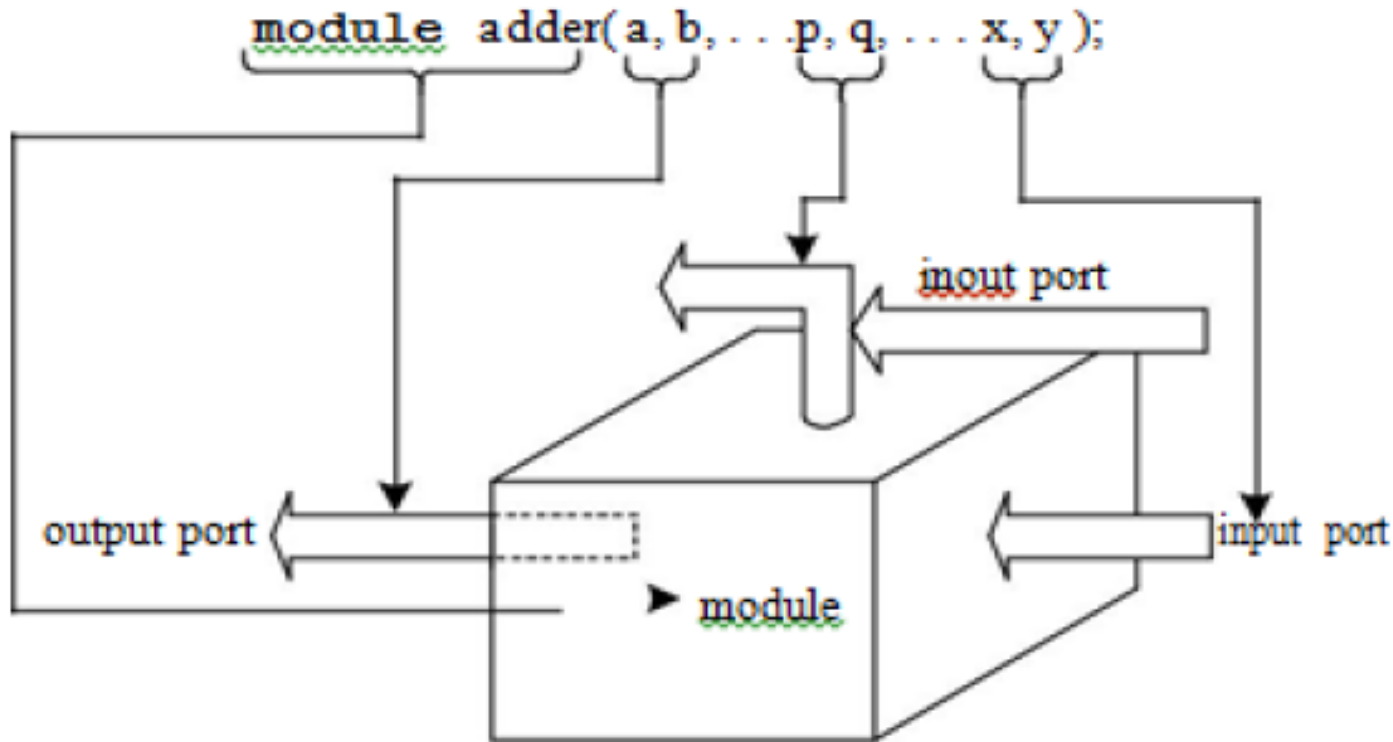 module adder( a, b, . . .p, q, . . . x, y );
inout port
output port
input port
module